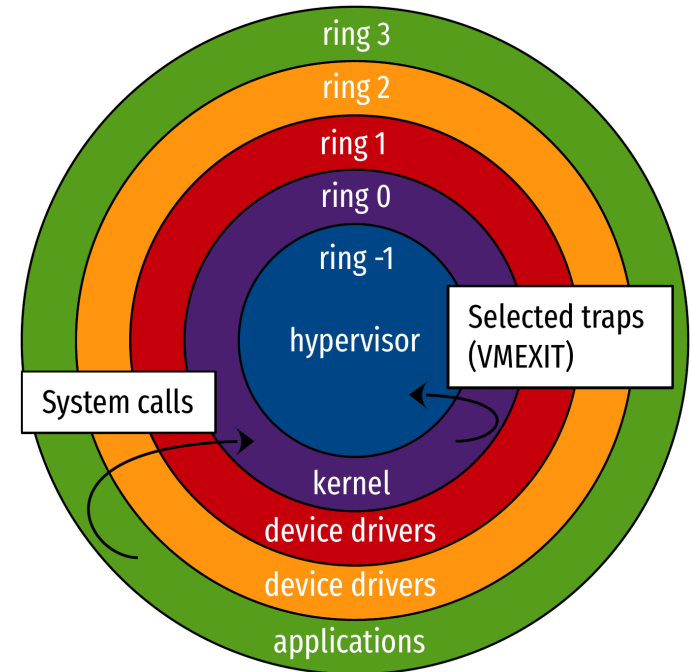 ring 3
ring 2
ring 1
ring 0
ring -1
hypervisor
Selected traps
(VMEXIT)
System calls
kernel
device drivers
device drivers
applications